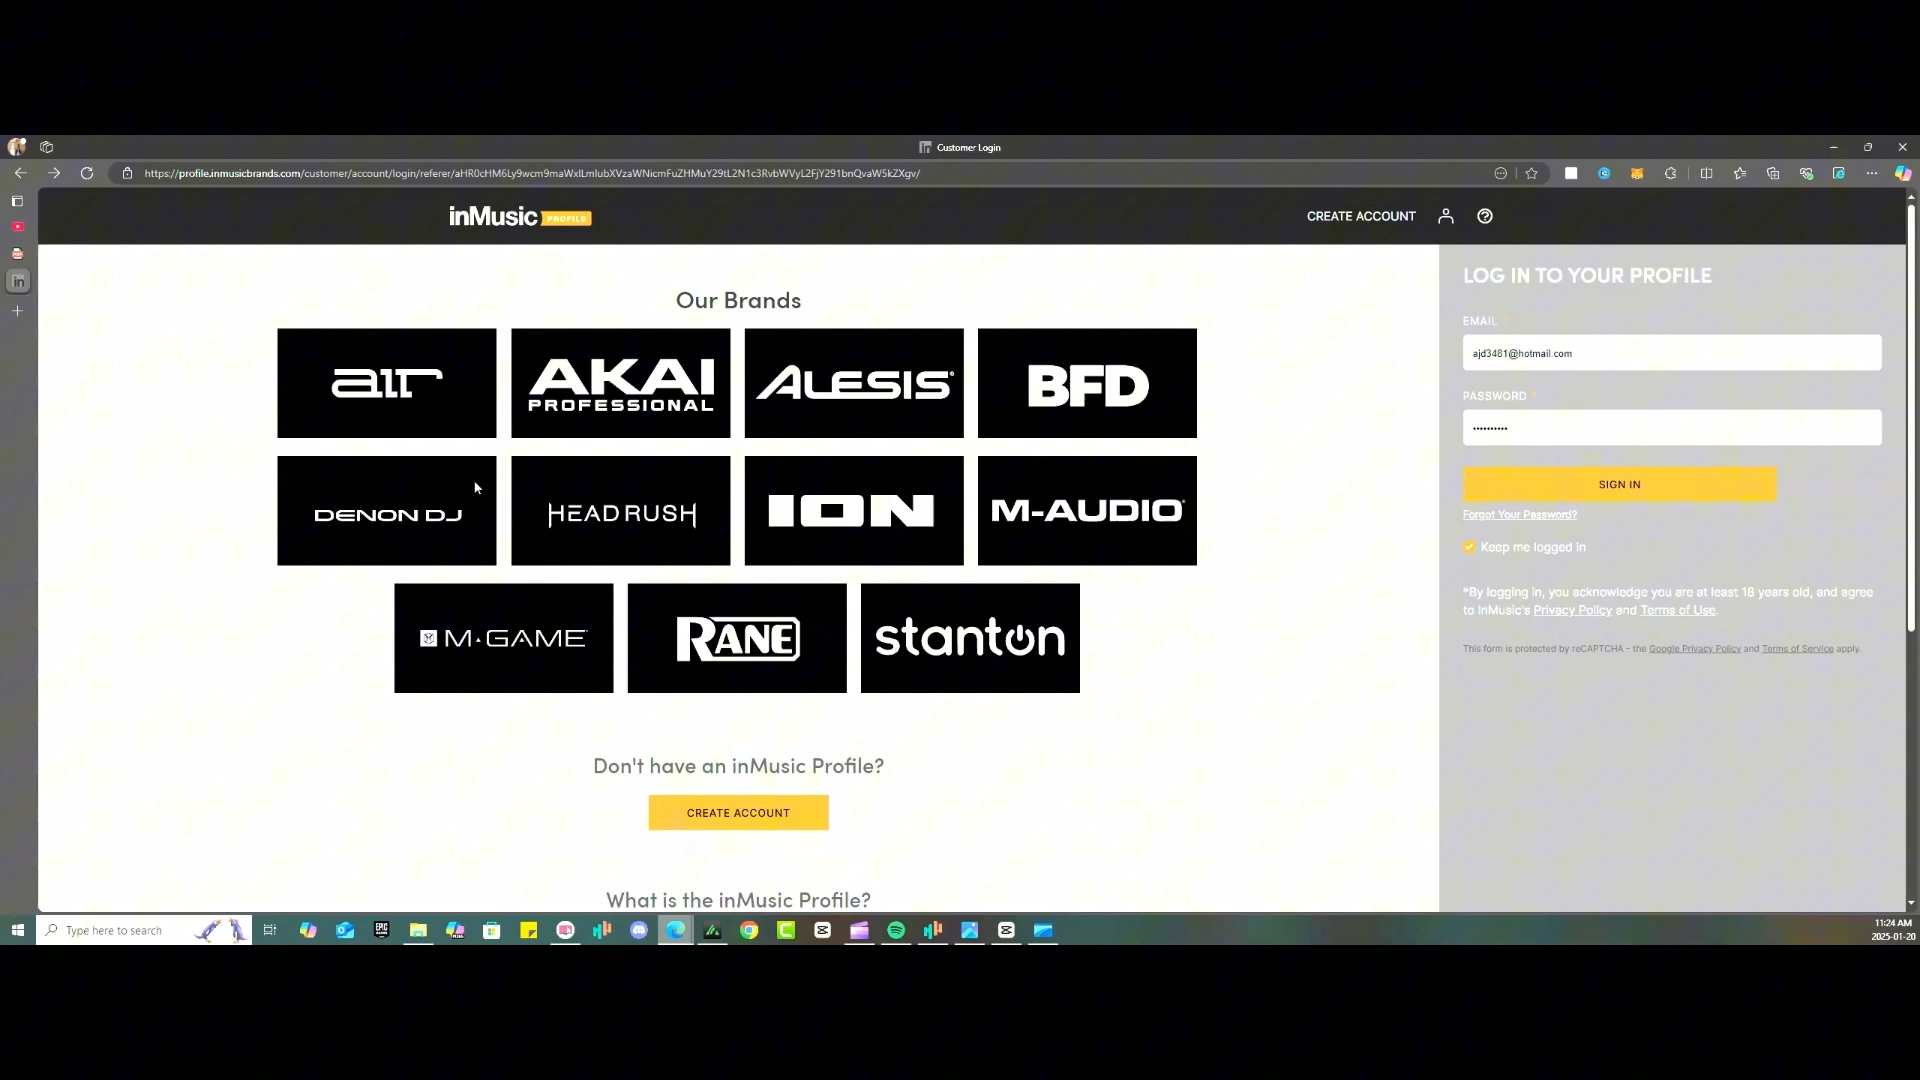 Customer Login
https://profile.inmusicbrands.com/customer/account/login/referer/aHR0cHM6Ly9wcm9maWxlLmlubXVzaWNicmFuZHMuY29tL2N1c3RvbWVyL2FjY291bnQvaW5kZXgv/
inMusic PROFILE
CREATE ACCOUNT
Our Brands
aır
AKAI
PROFESSIONAL
ALESIS
BFD
DENON DJ
HEADRUSH
ION
M-AUDIO
M-GAME
RANE
stanton
Don't have an inMusic Profile?
CREATE ACCOUNT
What is the inMusic Profile?
LOG IN TO YOUR PROFILE
EMAIL *
ajd3481@hotmail.com
PASSWORD *
••••••••••
SIGN IN
Forgot Your Password?
Keep me logged in
*By logging in, you acknowledge you are at least 18 years old, and agree
to InMusic's Privacy Policy and Terms of Use.
This form is protected by reCAPTCHA - the Google Privacy Policy and Terms of Service apply.
Type here to search
11:24 AM
2025-01-20